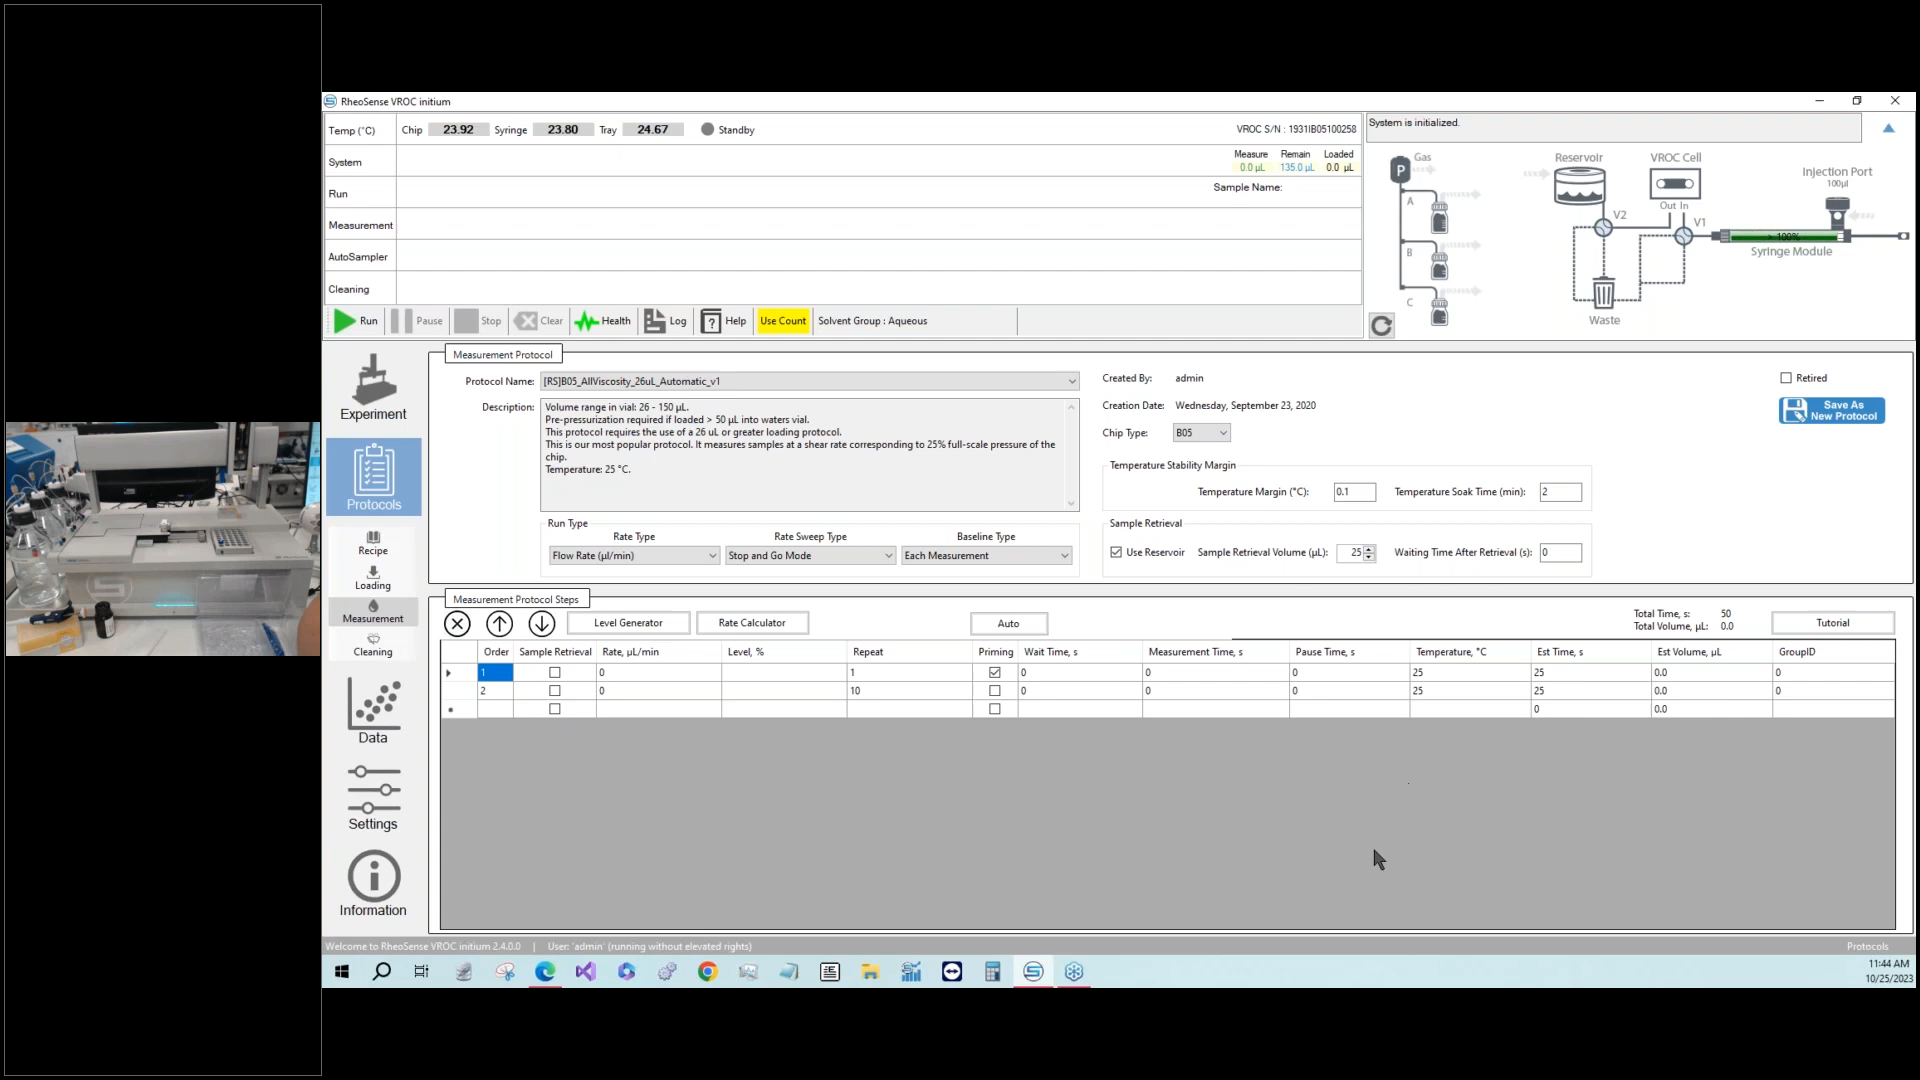 RheoSense VROC initium
Temp (°C) Chip 23.92 Syringe 23.80 Tray 24.67 Standby VROC S/N : 1931IB05100258
System
Measure Remain Loaded
0.0 µL 135.0 µL 0.0 µL
Run Sample Name:
Measurement
AutoSampler
Cleaning
Run Pause Stop Clear Health Log Help Use Count Solvent Group : Aqueous
System is initialized.
Gas
P
A
B
C
Reservoir VROC Cell
Injection Port
100µl
Out In
V2 V1
> 100%
Syringe Module
Waste
Experiment
Protocols
Recipe
Loading
Measurement
Cleaning
Data
Settings
Information
Measurement Protocol
Protocol Name: [RS]B05_AllViscosity_26uL_Automatic_v1
Description: Volume range in vial: 26 - 150 µL.
Pre-pressurization required if loaded > 50 µL into waters vial.
This protocol requires the use of a 26 uL or greater loading protocol.
This is our most popular protocol. It measures samples at a shear rate corresponding to 25% full-scale pressure of the
chip.
Temperature: 25 °C.
Run Type
Rate Type Rate Sweep Type Baseline Type
Flow Rate (µl/min) Stop and Go Mode Each Measurement
Created By: admin
Creation Date: Wednesday, September 23, 2020
Chip Type: B05
Retired
Save As
New Protocol
Temperature Stability Margin
Temperature Margin (°C): 0.1 Temperature Soak Time (min): 2
Sample Retrieval
Use Reservoir Sample Retrieval Volume (µL): 25 Waiting Time After Retrieval (s): 0
Measurement Protocol Steps
Level Generator Rate Calculator Auto
Total Time, s: 50
Total Volume, µL: 0.0
Tutorial
Order Sample Retrieval Rate, µL/min Level, % Repeat Priming Wait Time, s Measurement Time, s Pause Time, s Temperature, °C Est Time, s Est Volume, µL GroupID
1 0 1 0 0 0 25 25 0.0 0
2 0 10 0 0 0 25 25 0.0 0
0 0.0
Welcome to RheoSense VROC initium 2.4.0.0 | User: 'admin' (running without elevated rights) Protocols
11:44 AM
10/25/2023